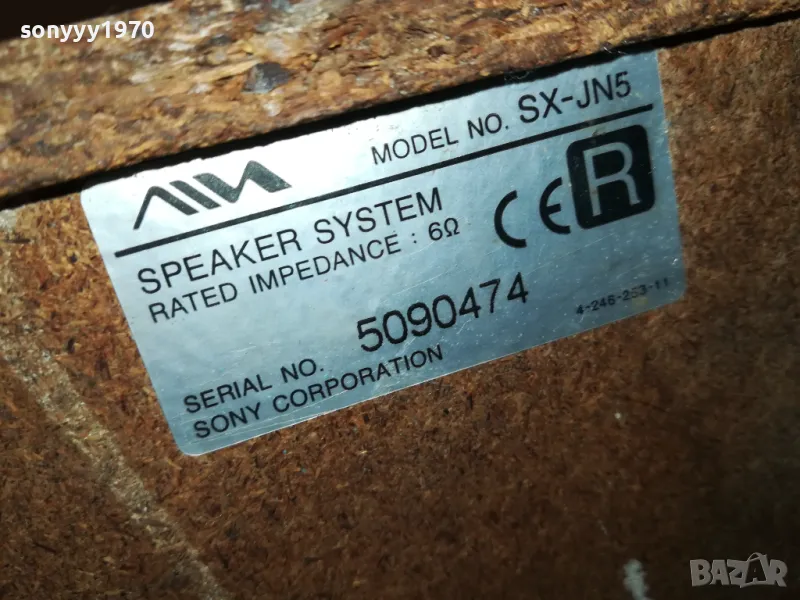 sonyyy1970
AIWA
MODEL NO. SX-JN5
SPEAKER SYSTEM
RATED IMPEDANCE : 6Ω
CE R
SERIAL NO. 5090474
4-246-253-11
SONY CORPORATION
BAZAR